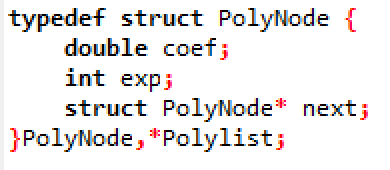 typedef struct PolyNode {
    double coef;
    int exp;
    struct PolyNode* next;
}PolyNode,*Polylist;